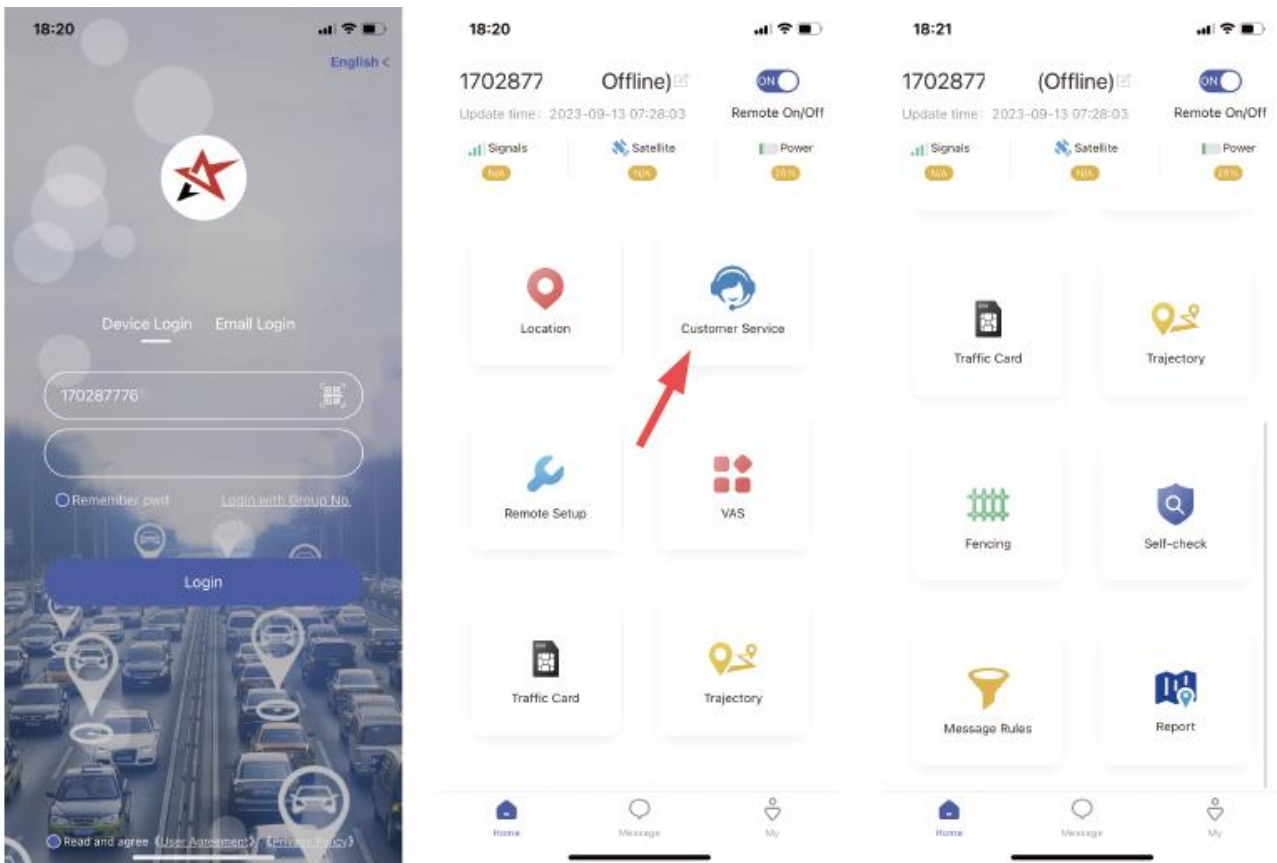 18:20
English <
Device Login Email Login
170287776
Remember pwd Login with Group No.
Login
Read and agree《User Agreement》《Privacy Policy》
18:20
1702877 Offline)
ON
Update time: 2023-09-13 07:28:03 Remote On/Off
Signals Satellite Power
N/A N/A 28%
Location Customer Service
Remote Setup VAS
SIM
Traffic Card Trajectory
Home Message My
18:21
1702877 (Offline)
ON
Update time: 2023-09-13 07:28:03 Remote On/Off
Signals Satellite Power
N/A N/A 28%
SIM
Traffic Card Trajectory
Fencing Self-check
Message Rules Report
Home Message My